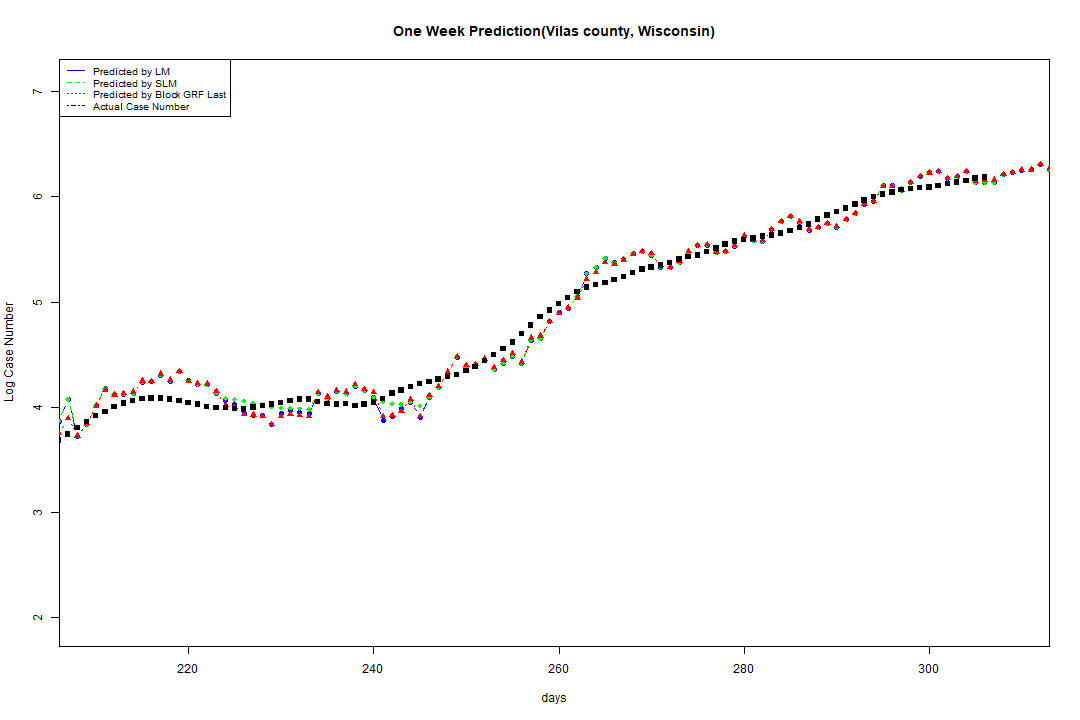 One Week Prediction(Vilas county, Wisconsin)
Predicted by LM
Predicted by SLM
Predicted by Block GRF Last
Actual Case Number
7
6
5
4
3
2
Log Case Number
220 240 260 280 300
days